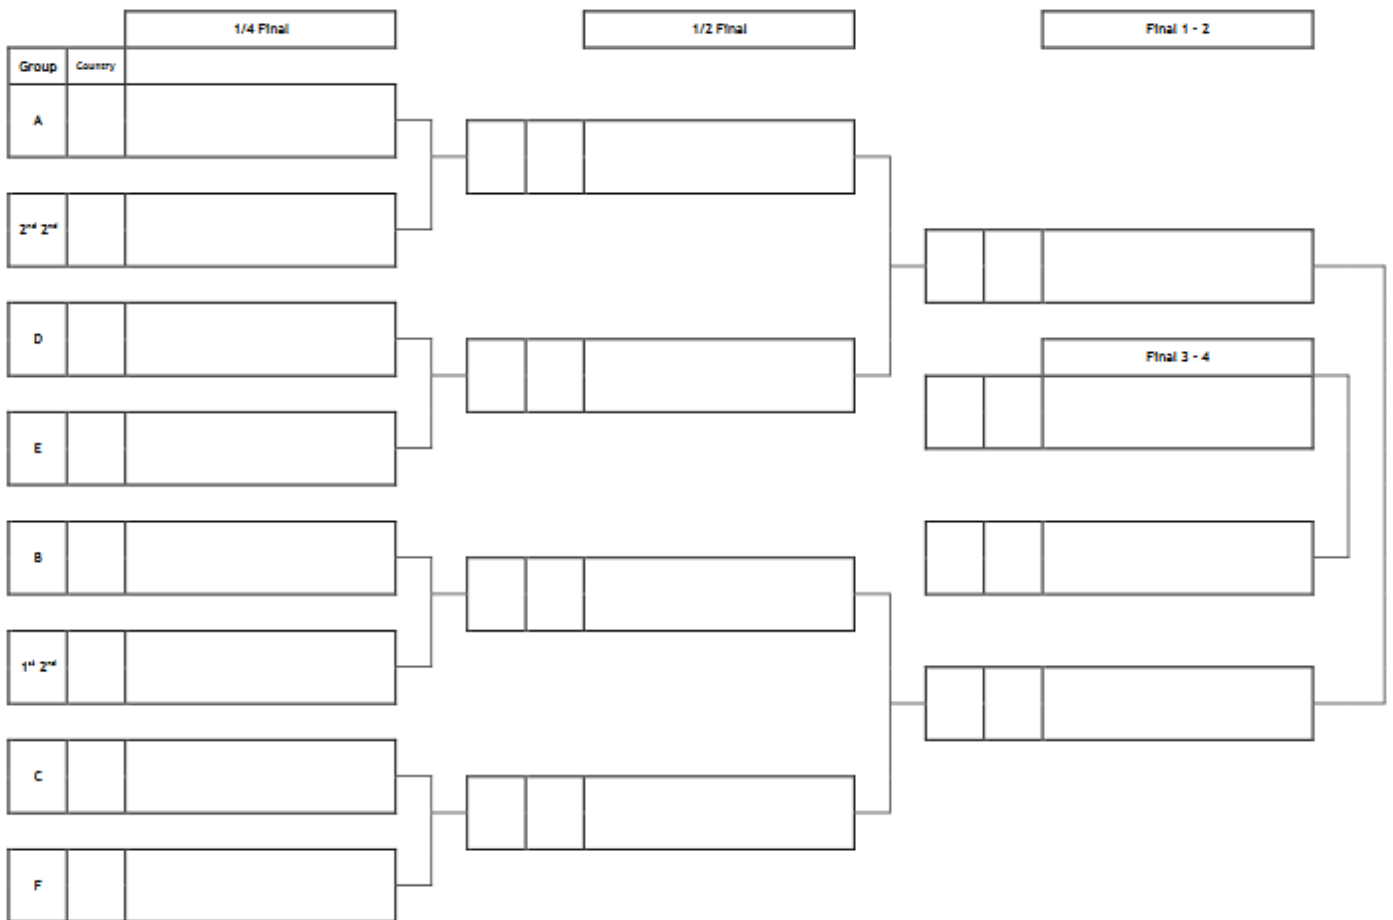 1/4 Final
1/2 Final
Final 1 - 2
Group
Country
A
2nd 2nd
D
Final 3 - 4
E
B
1st 2nd
C
F